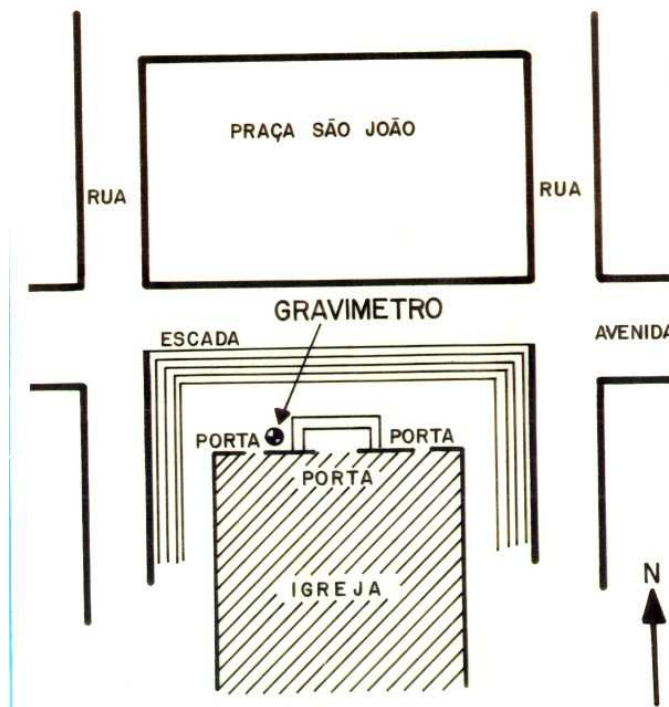 PRAÇA SÃO JOÃO
RUA
RUA
GRAVIMETRO
ESCADA
AVENIDA
PORTA
PORTA
PORTA
IGREJA
N